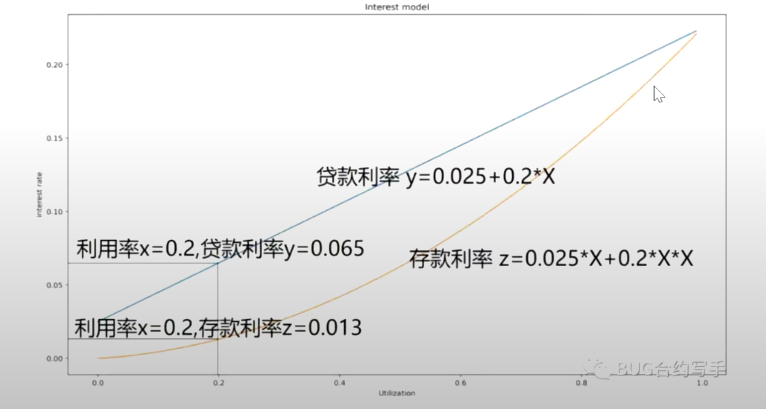 Interest model
interest rate
0.20
0.15
0.10
0.05
0.00
贷款利率 y=0.025+0.2*X
利用率x=0.2,贷款利率y=0.065
存款利率 z=0.025*X+0.2*X*X
利用率x=0.2,存款利率z=0.013
BUG合约写手
0.0 0.2 0.4 0.6 0.8 1.0
Utilization